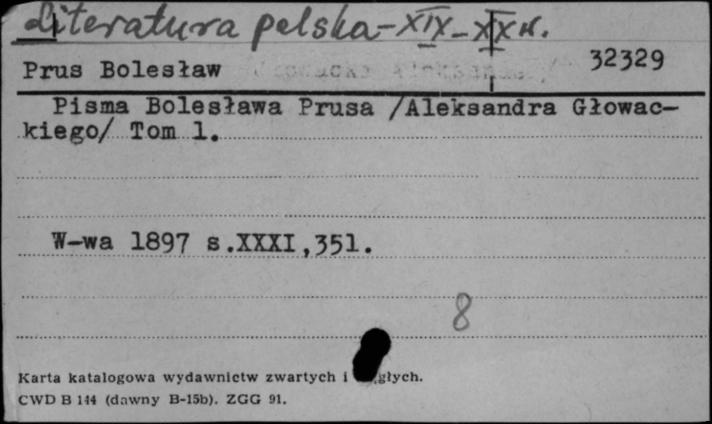 Literatura polska-XIX-XX w.
Prus Bolesław
32329
Pisma Bolesława Prusa /Aleksandra Głowac-
kiego/ Tom 1.
W-wa 1897 s.XXXI,351.
8
Karta katalogowa wydawnictw zwartych i głych.
CWD B 144 (dawny B-15b). ZGG 91.